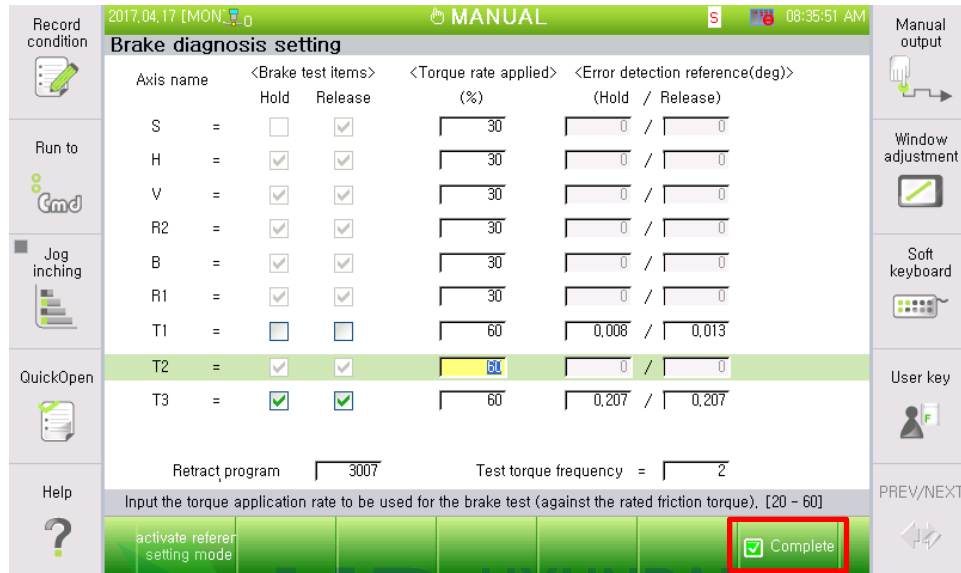 Record
condition
Run to
Cmd
Jog
inching
QuickOpen
Help
?
2017.04.17 [MON] 0 MANUAL S 08:35:51 AM
Brake diagnosis setting
Axis name <Brake test items> <Torque rate applied> <Error detection reference(deg)>
Hold Release (%) (Hold / Release)
S = 30 0 / 0
H = 30 0 / 0
V = 30 0 / 0
R2 = 30 0 / 0
B = 30 0 / 0
R1 = 30 0 / 0
T1 = 60 0,008 / 0,013
T2 = 60 0 / 0
T3 = 60 0,207 / 0,207
Retract program 3007 Test torque frequency = 2
Input the torque application rate to be used for the brake test (against the rated friction torque), [20 - 60]
activate referer
setting mode
Complete
Manual
output
Window
adjustment
Soft
keyboard
User key
F
PREV/NEXT